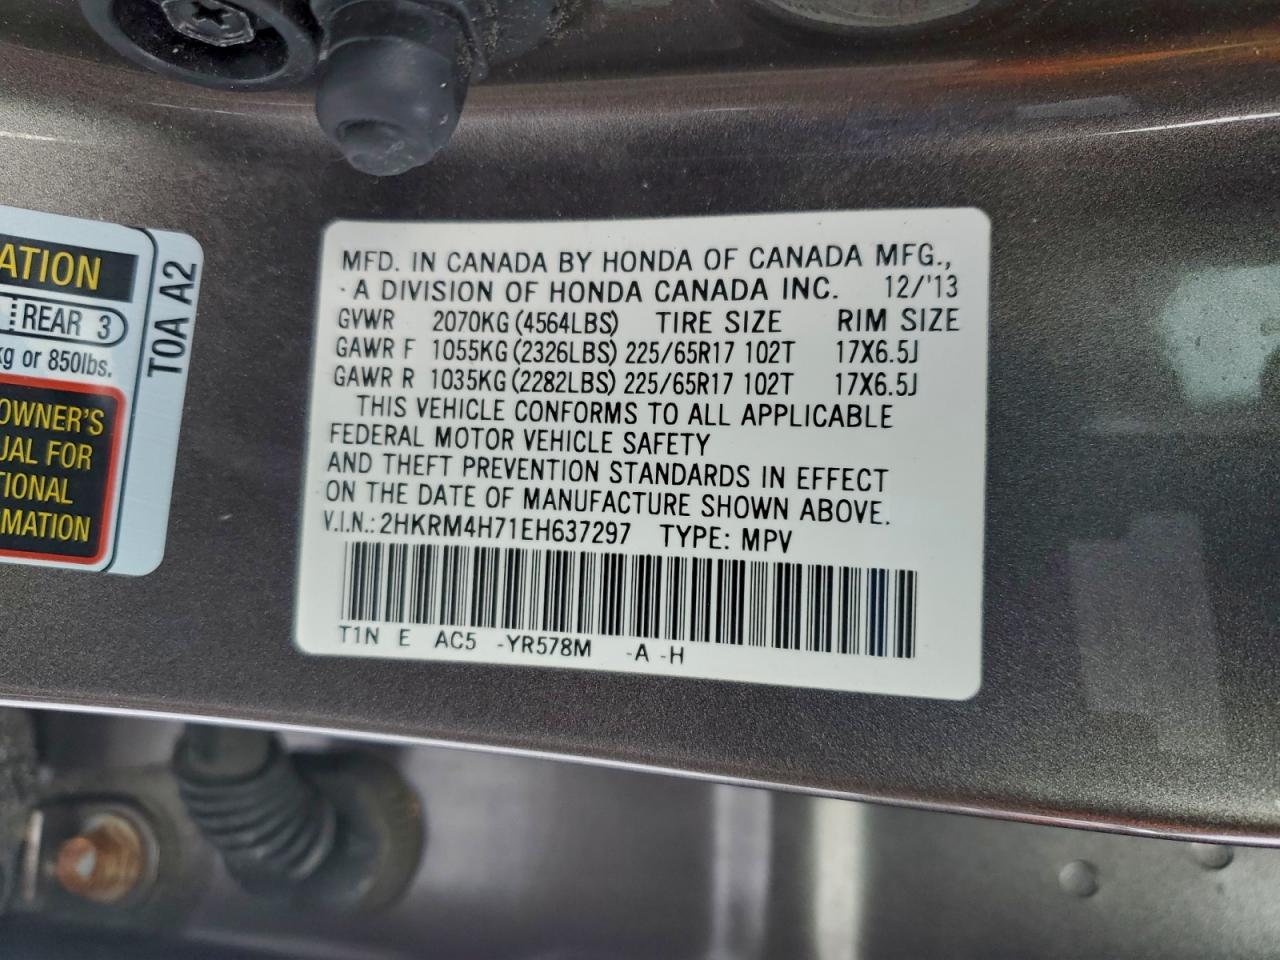 ATION
REAR 3
kg or 850lbs.
OWNER'S
UAL FOR
TIONAL
MATION
T0A A2
MFD. IN CANADA BY HONDA OF CANADA MFG.,
-A DIVISION OF HONDA CANADA INC. 12/'13
GVWR 2070KG (4564LBS) TIRE SIZE RIM SIZE
GAWR F 1055KG (2326LBS) 225/65R17 102T 17X6.5J
GAWR R 1035KG (2282LBS) 225/65R17 102T 17X6.5J
THIS VEHICLE CONFORMS TO ALL APPLICABLE
FEDERAL MOTOR VEHICLE SAFETY
AND THEFT PREVENTION STANDARDS IN EFFECT
ON THE DATE OF MANUFACTURE SHOWN ABOVE.
V.I.N.: 2HKRM4H71EH637297 TYPE: MPV
T1N E AC5 -YR578M -A -H